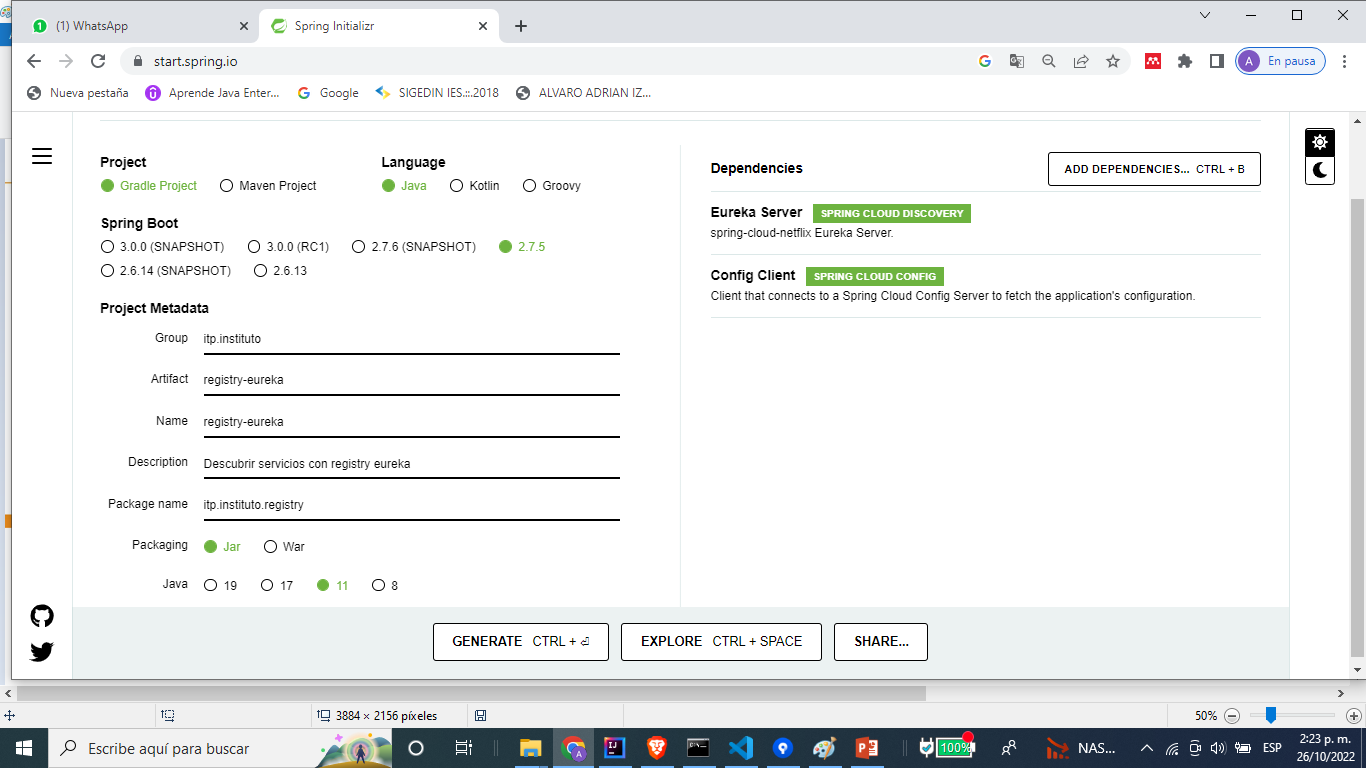 (1) WhatsApp
Spring Initializr
start.spring.io
A En pausa
Nueva pestaña
Aprende Java Enter...
Google
SIGEDIN IES.::.2018
ALVARO ADRIAN IZ...
Project
Gradle Project Maven Project
Language
Java Kotlin Groovy
Spring Boot
3.0.0 (SNAPSHOT) 3.0.0 (RC1) 2.7.6 (SNAPSHOT) 2.7.5
2.6.14 (SNAPSHOT) 2.6.13
Project Metadata
Group itp.instituto
Artifact registry-eureka
Name registry-eureka
Description Descubrir servicios con registry eureka
Package name itp.instituto.registry
Packaging Jar War
Java 19 17 11 8
Dependencies ADD DEPENDENCIES... CTRL + B
Eureka Server SPRING CLOUD DISCOVERY
spring-cloud-netflix Eureka Server.
Config Client SPRING CLOUD CONFIG
Client that connects to a Spring Cloud Config Server to fetch the application's configuration.
GENERATE CTRL + ⏎ EXPLORE CTRL + SPACE SHARE...
3884 × 2156 píxeles 50%
Escribe aquí para buscar
100%
NAS...
ESP
2:23 p. m.
26/10/2022